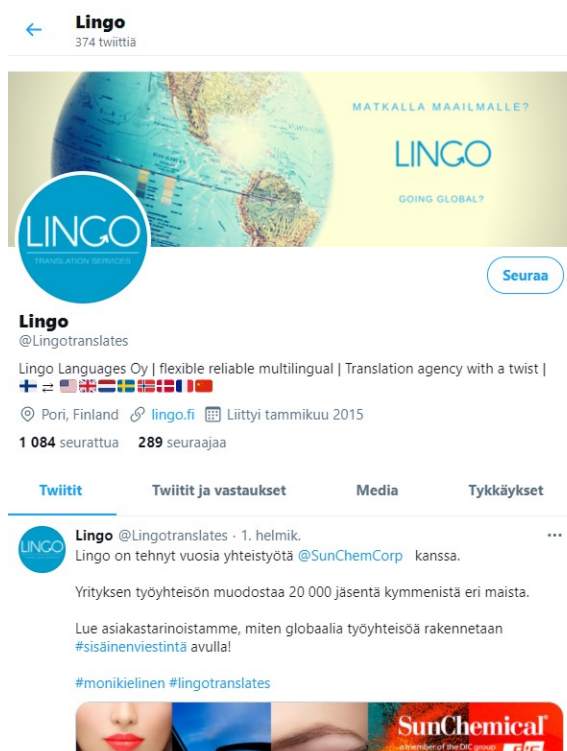 Lingo
374 twiittiä
MATKALLA MAAILMALLE?
LINGO
GOING GLOBAL?
LINGO
TRANSLATION SERVICES
Seuraa
Lingo
@Lingotranslates
Lingo Languages Oy | flexible reliable multilingual | Translation agency with a twist |
⇄
Pori, Finland lingo.fi Liittyi tammikuu 2015
1 084 seurattua 289 seuraajaa
Twiitit Twiitit ja vastaukset Media Tykkäykset
LINGO
Lingo @Lingotranslates · 1. helmik.
Lingo on tehnyt vuosia yhteistyötä @SunChemCorp kanssa.
Yrityksen työyhteisön muodostaa 20 000 jäsentä kymmenistä eri maista.
Lue asiakastarinoistamme, miten globaalia työyhteisöä rakennetaan
#sisäinenviestintä avulla!
#monikielinen #lingotranslates
SunChemical
a member of the DIC group